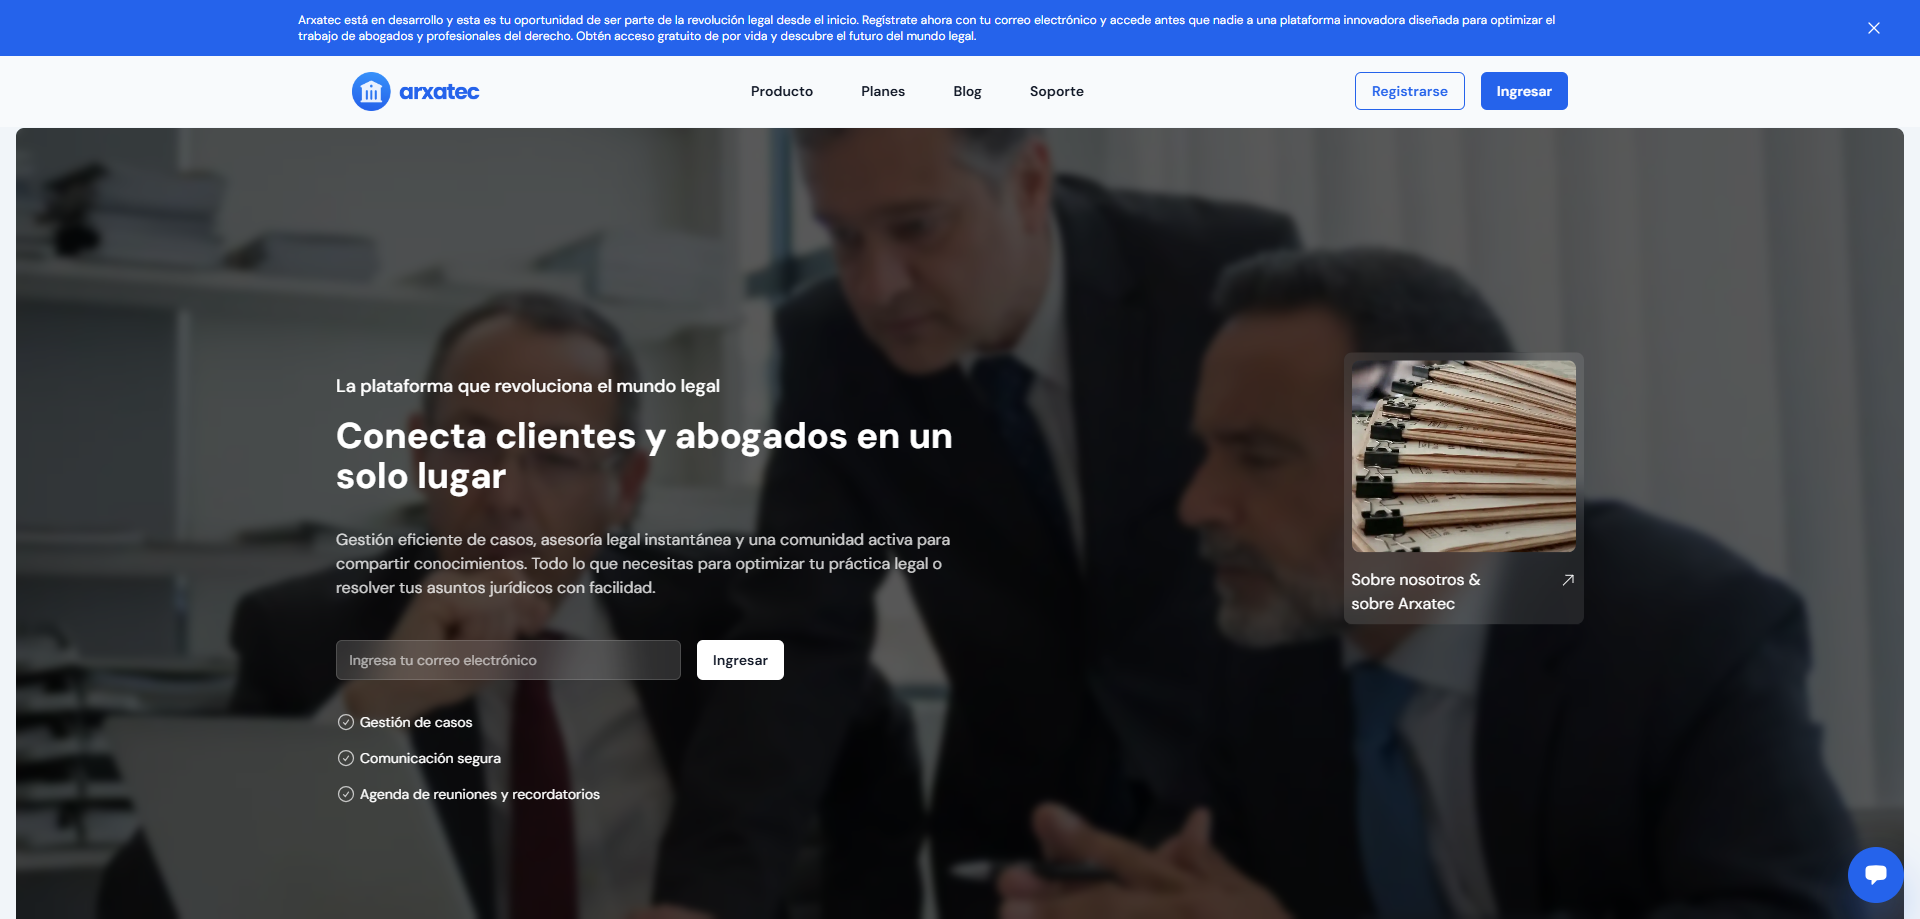 Arxatec está en desarrollo y esta es tu oportunidad de ser parte de la revolución legal desde el inicio. Regístrate ahora con tu correo electrónico y accede antes que nadie a una plataforma innovadora diseñada para optimizar el
trabajo de abogados y profesionales del derecho. Obtén acceso gratuito de por vida y descubre el futuro del mundo legal.
arxatec
Producto
Planes
Blog
Soporte
Registrarse
Ingresar
La plataforma que revoluciona el mundo legal
Conecta clientes y abogados en un
solo lugar
Gestión eficiente de casos, asesoría legal instantánea y una comunidad activa para
compartir conocimientos. Todo lo que necesitas para optimizar tu práctica legal o
resolver tus asuntos jurídicos con facilidad.
Ingresa tu correo electrónico
Ingresar
Gestión de casos
Comunicación segura
Agenda de reuniones y recordatorios
Sobre nosotros &
sobre Arxatec